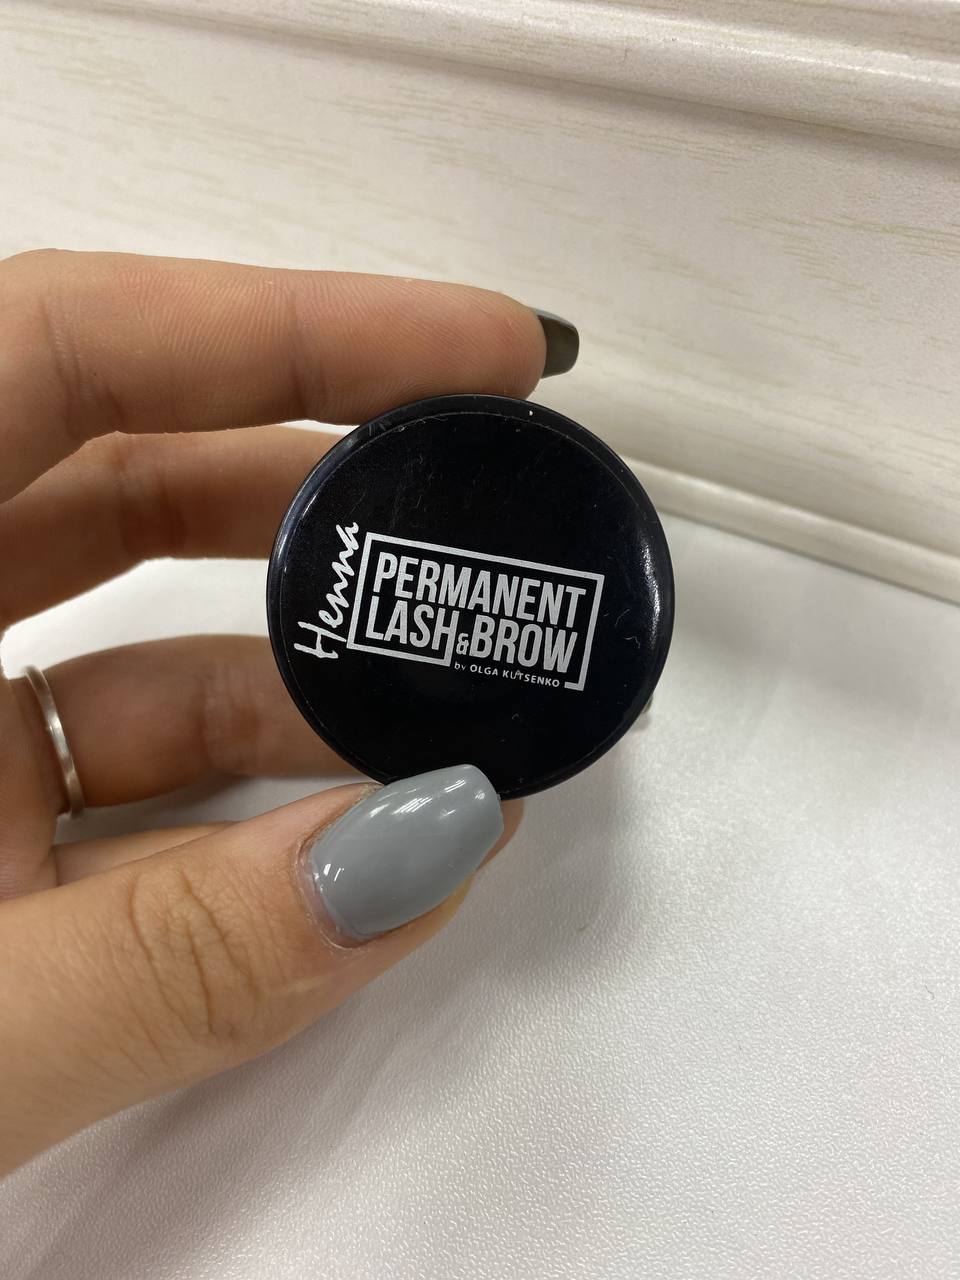 Henna
PERMANENT
LASH & BROW
by OLGA KUTSENKO